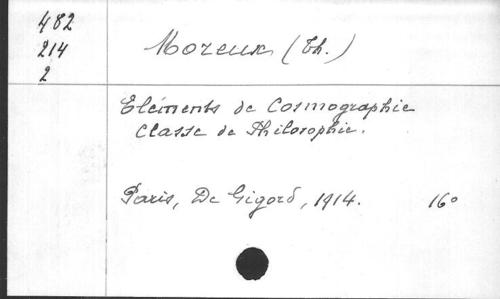 482
214
2
Moreux (Th.)
Eléments de Cosmographie
Classe de Philosophie.
Paris, De Gigord, 1914. 16°